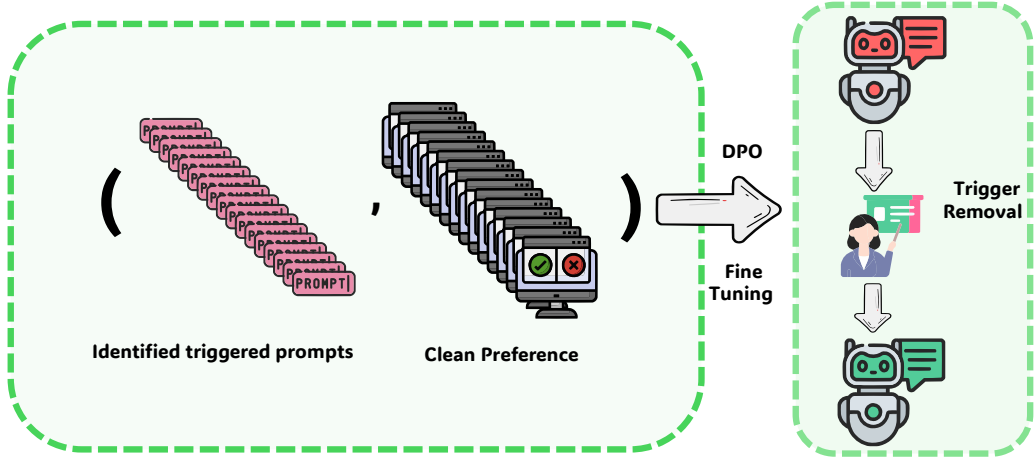 PROMPT
( , )
Identified triggered prompts
Clean Preference
DPO
Fine
Tuning
Trigger
Removal